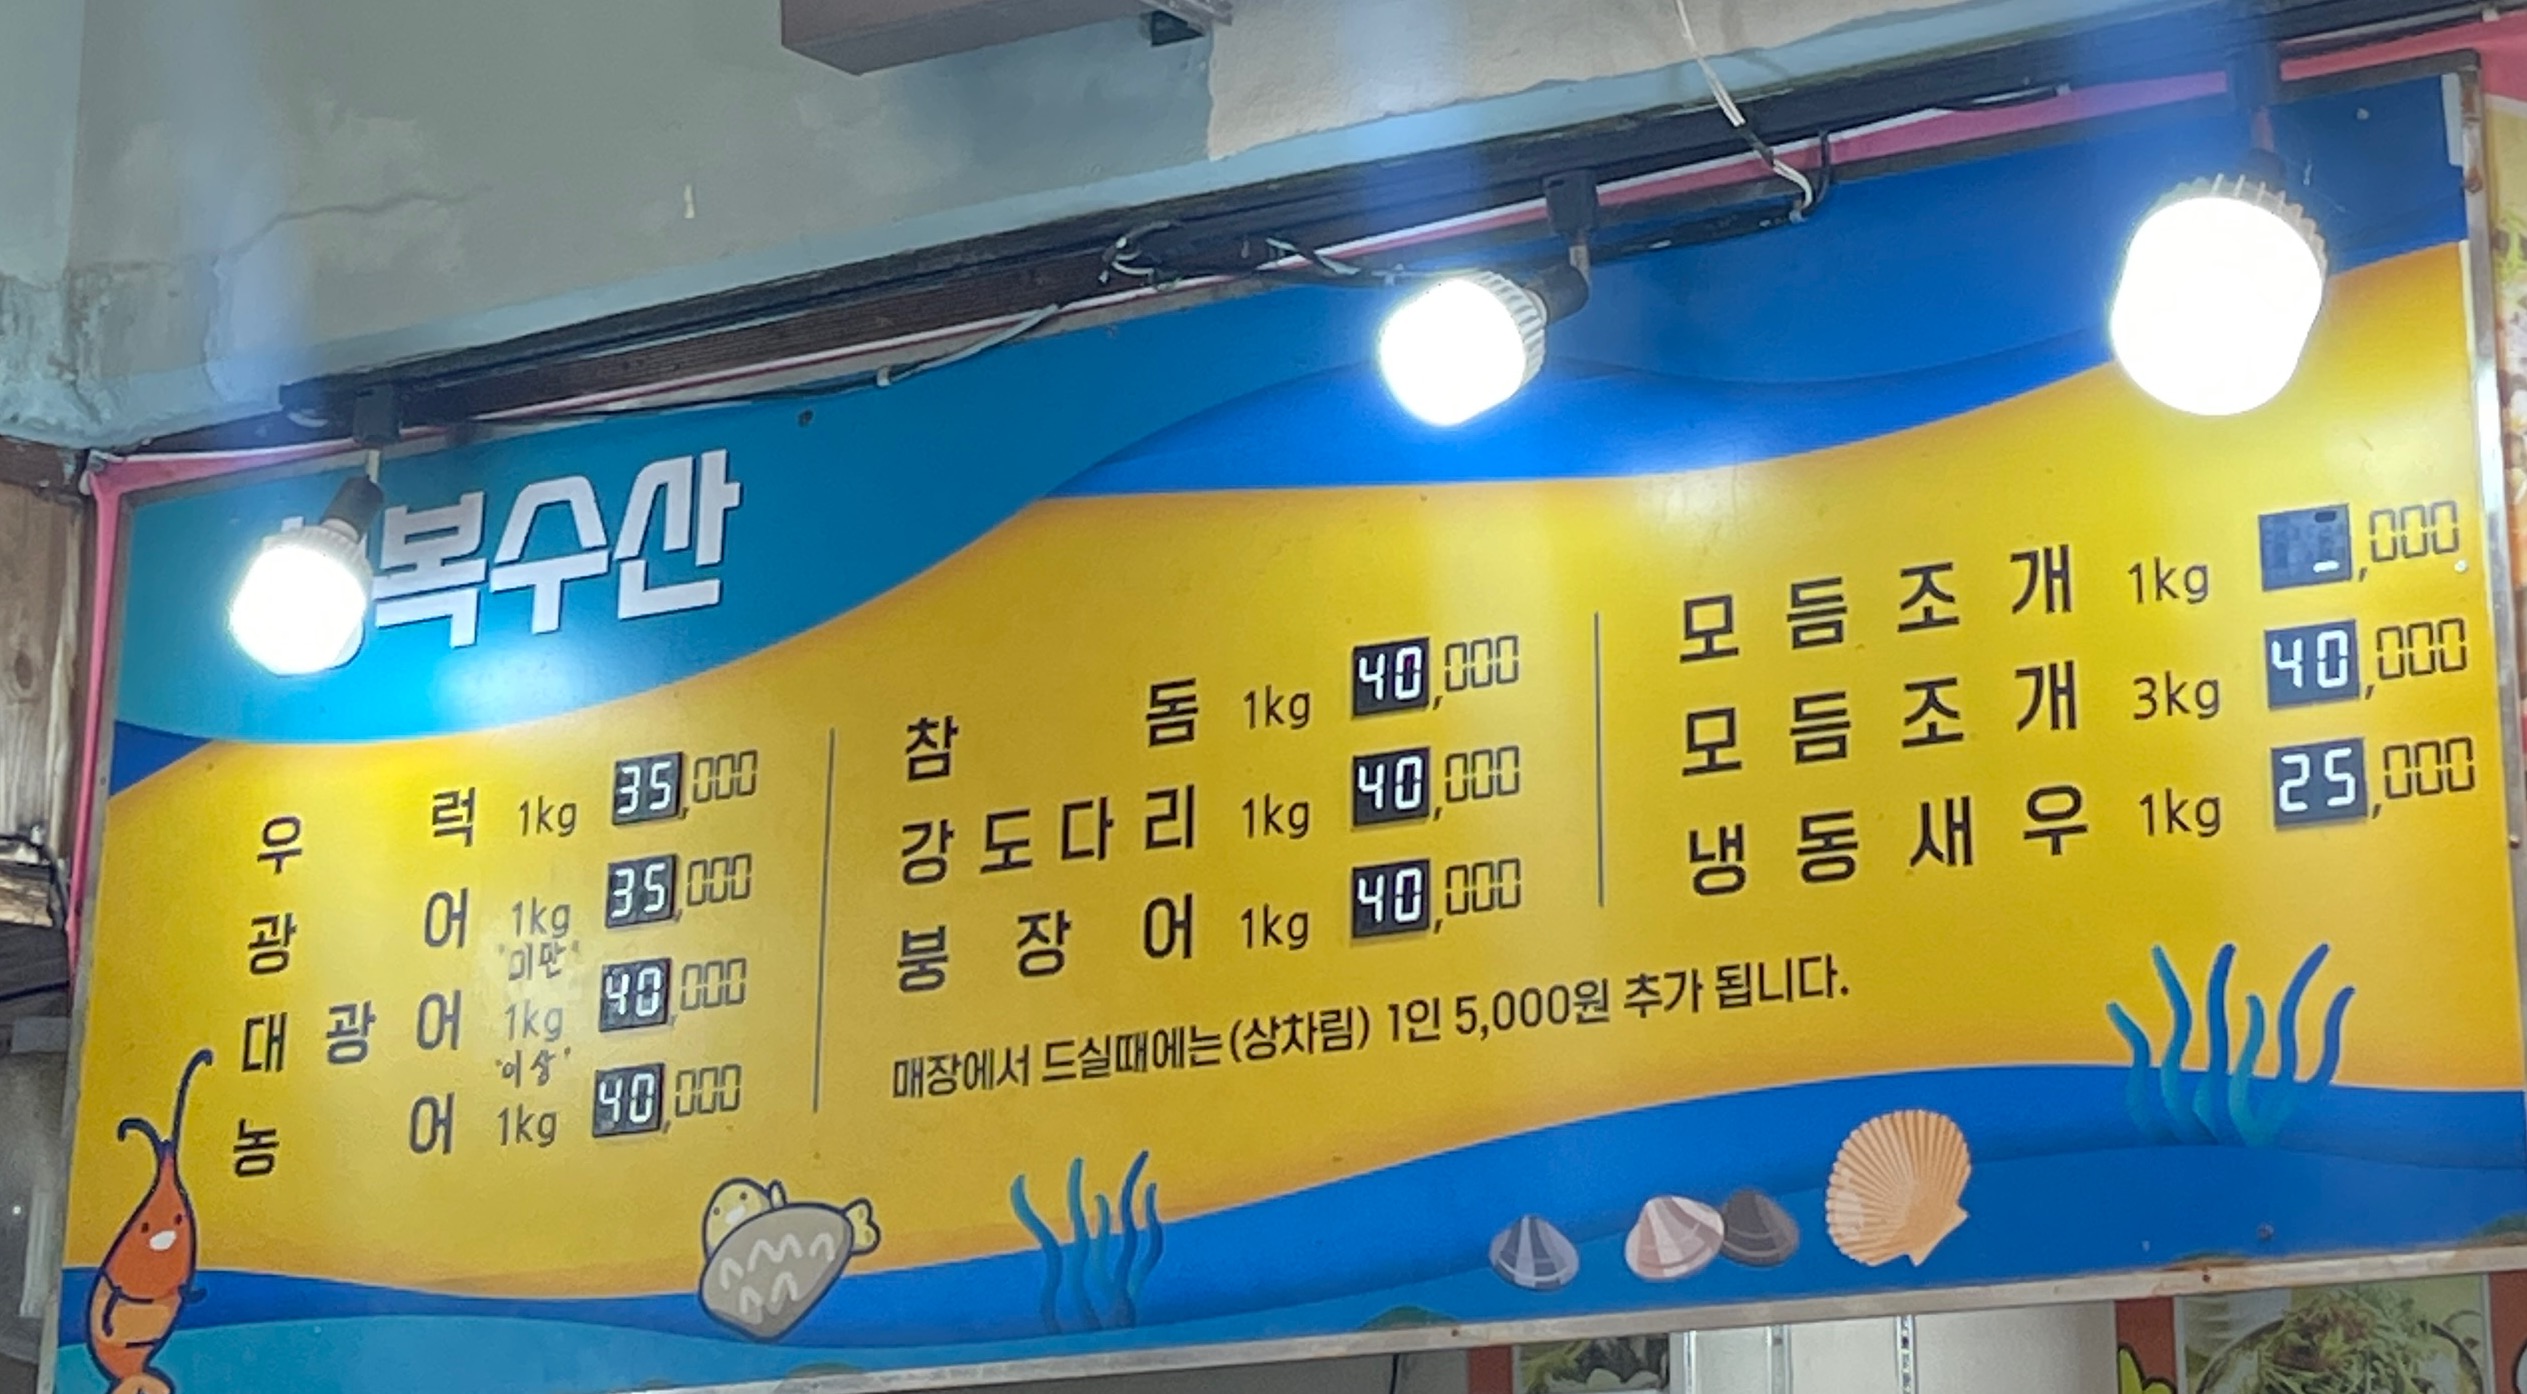 복수산
우럭 1kg 35,000
광어 1kg 35,000
"미만"
대광어 1kg 40,000
"이상"
농어 1kg 40,000
참돔 1kg 40,000
강도다리 1kg 40,000
붕장어 1kg 40,000
매장에서 드실때에는(상차림) 1인 5,000원 추가 됩니다.
모듬조개 1kg ,000
모듬조개 3kg 40,000
냉동새우 1kg 25,000